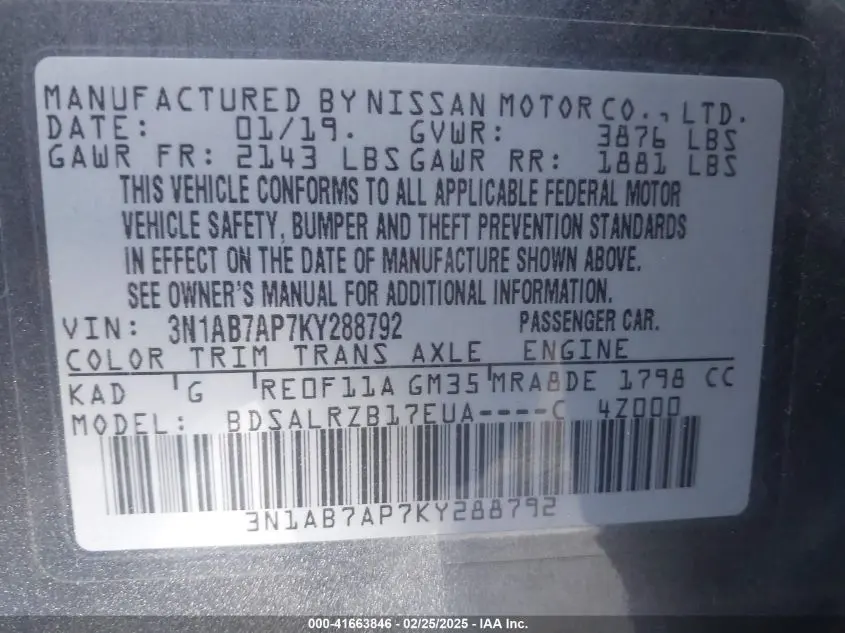 MANUFACTURED BY NISSAN MOTOR CO., LTD.
DATE: 01/19. GVWR: 3876 LBS
GAWR FR: 2143 LBS GAWR RR: 1881 LBS
THIS VEHICLE CONFORMS TO ALL APPLICABLE FEDERAL MOTOR
VEHICLE SAFETY, BUMPER AND THEFT PREVENTION STANDARDS
IN EFFECT ON THE DATE OF MANUFACTURE SHOWN ABOVE.
SEE OWNER'S MANUAL FOR ADDITIONAL INFORMATION.
VIN: 3N1AB7AP7KY288792 PASSENGER CAR.
COLOR TRIM TRANS AXLE ENGINE
KAD G RE0F11A GM35 MRA8DE 1798 CC
MODEL: BDSALRZB17EUA----C 4Z000
3N1AB7AP7KY288792
000-41663846 - 02/25/2025 - IAA Inc.